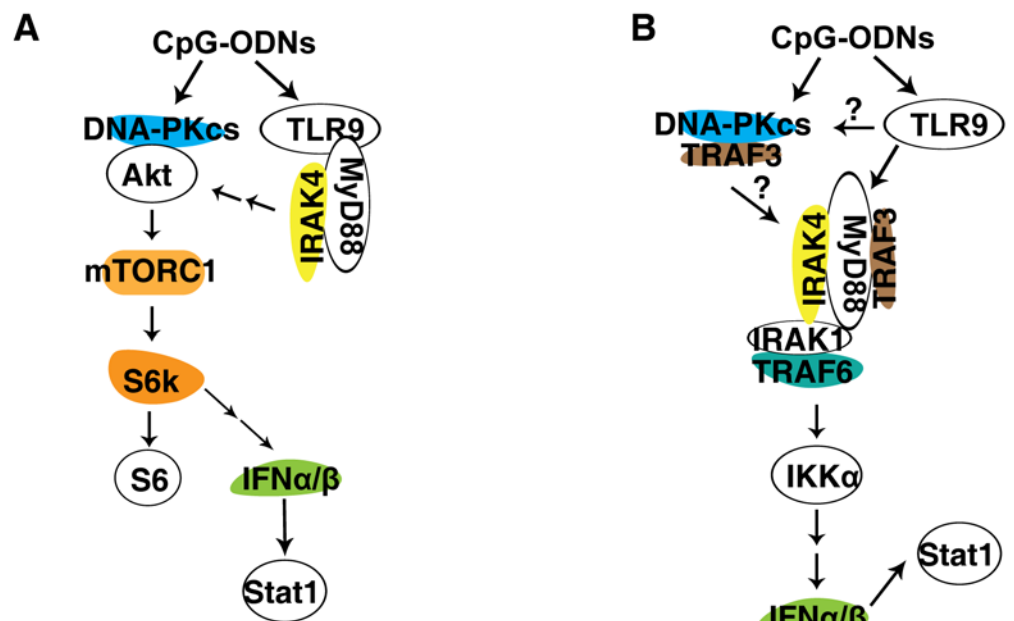 A
CpG-ODNs
DNA-PKcs
TLR9
Akt
IRAK4
MyD88
mTORC1
S6k
S6
IFNα/β
Stat1
B
CpG-ODNs
?
DNA-PKcs
TLR9
TRAF3
?
IRAK4
MyD88
TRAF3
IRAK1
TRAF6
IKKα
Stat1
IFNα/β